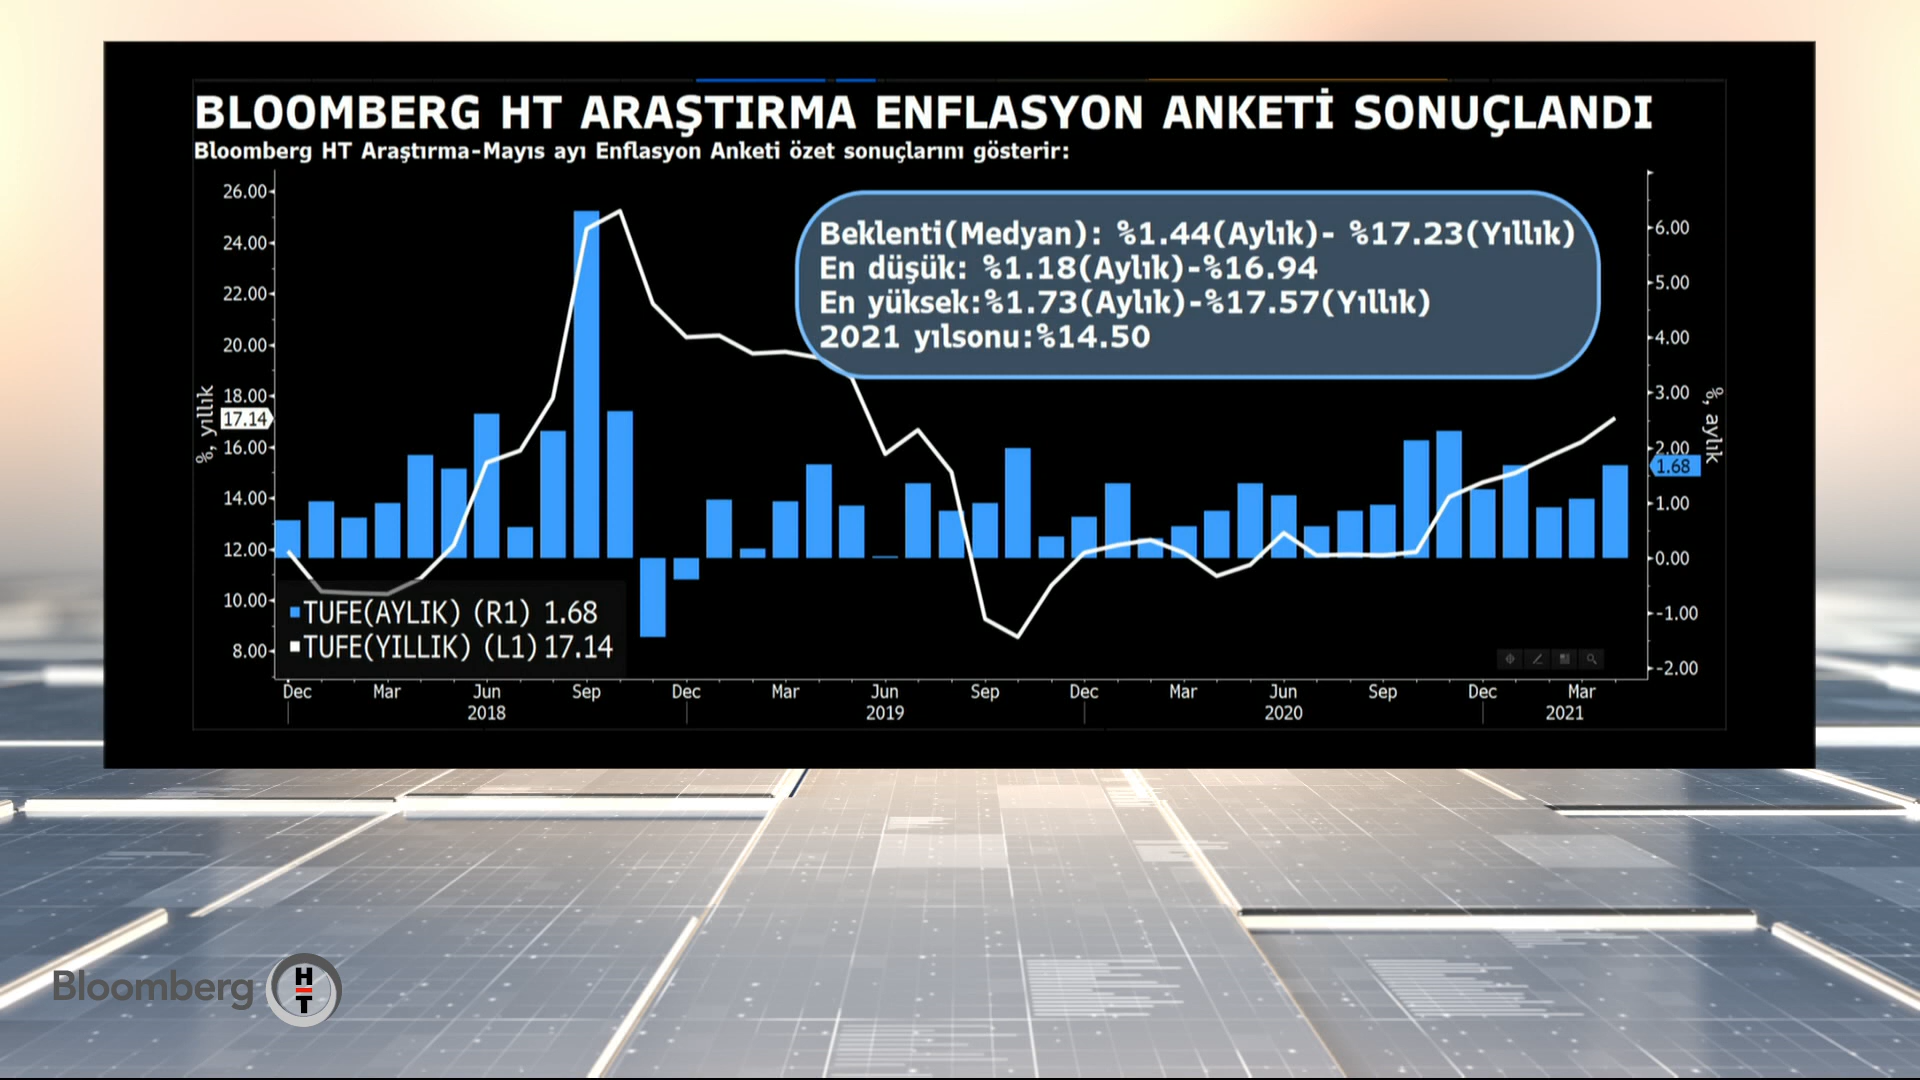 BLOOMBERG HT ARAŞTIRMA ENFLASYON ANKETİ SONUÇLANDI
Bloomberg HT Araştırma-Mayıs ayı Enflasyon Anketi özet sonuçlarını gösterir:
Beklenti(Medyan): %1.44(Aylık)- %17.23(Yıllık)
En düşük: %1.18(Aylık)-%16.94
En yüksek:%1.73(Aylık)-%17.57(Yıllık)
2021 yılsonu:%14.50
%, yıllık
26.00
24.00
22.00
20.00
18.00
17.14
16.00
14.00
12.00
10.00
8.00
%, aylık
6.00
5.00
4.00
3.00
2.00
1.68
1.00
0.00
-1.00
-2.00
TUFE(AYLIK) (R1) 1.68
TUFE(YILLIK) (L1) 17.14
Dec Mar Jun Sep Dec Mar Jun Sep Dec Mar Jun Sep Dec Mar
2018 2019 2020 2021
Bloomberg HT